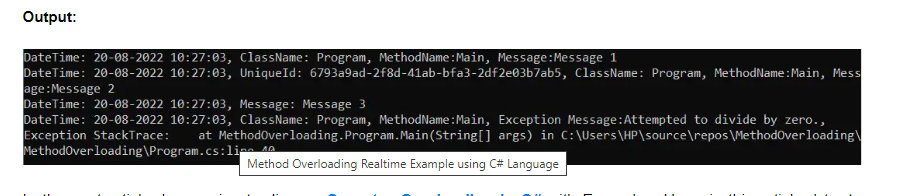 Output:
DateTime: 20-08-2022 10:27:03, ClassName: Program, MethodName:Main, Message:Message 1
DateTime: 20-08-2022 10:27:03, UniqueId: 6793a9ad-2f8d-41ab-bfa3-2df2e03b7ab5, ClassName: Program, MethodName:Main, Mess
age:Message 2
DateTime: 20-08-2022 10:27:03, Message: Message 3
DateTime: 20-08-2022 10:27:03, ClassName: Program, MethodName:Main, Exception Message:Attempted to divide by zero.,
Exception StackTrace:    at MethodOverloading.Program.Main(String[] args) in C:\Users\HP\source\repos\MethodOverloading\
MethodOverloading\Program.cs:line 40
Method Overloading Realtime Example using C# Language